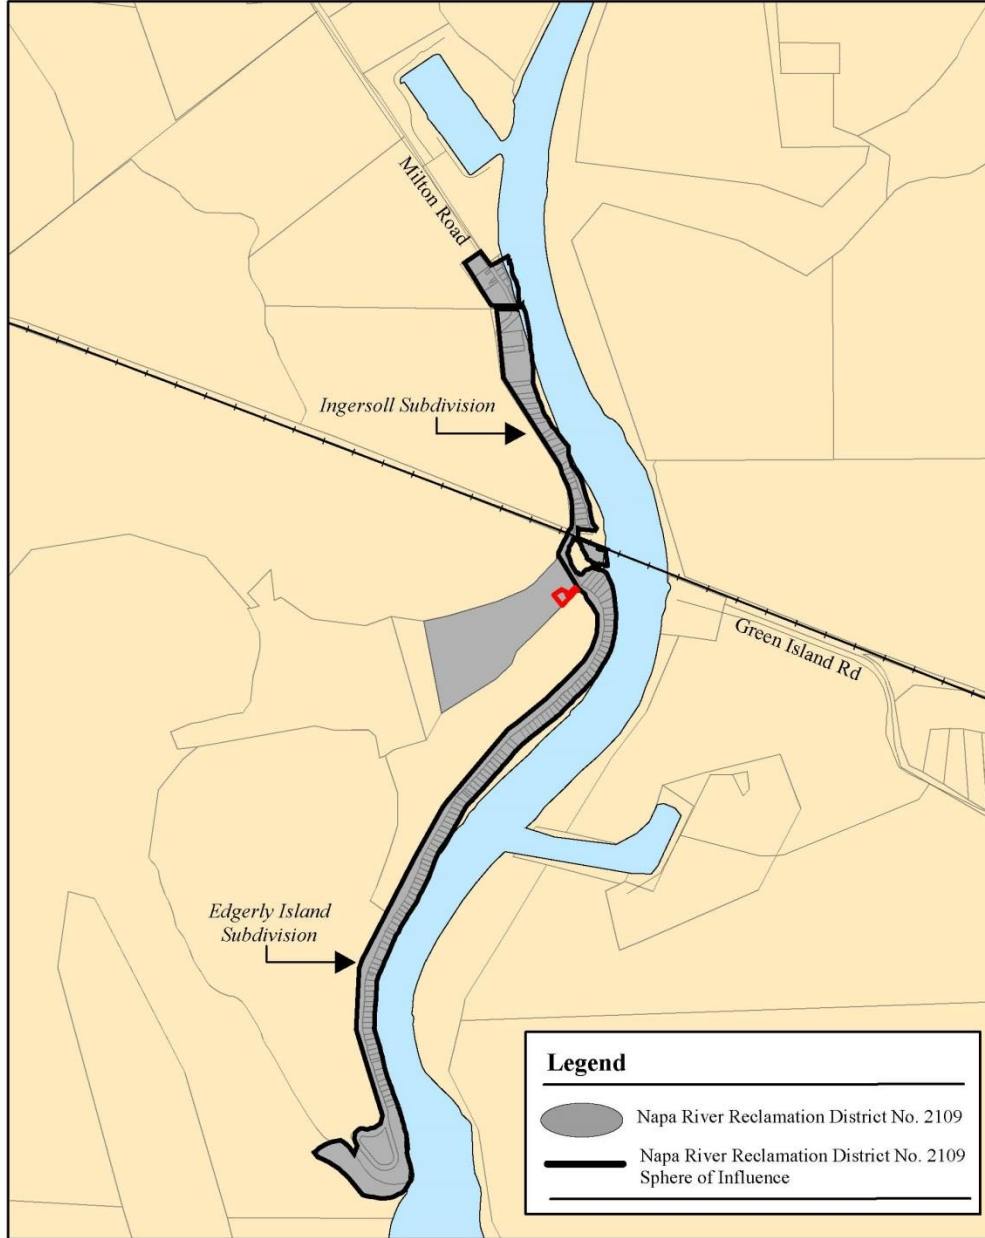 Milton Road
Ingersoll Subdivision
Green Island Rd
Edgerly Island
Subdivision
Legend
Napa River Reclamation District No. 2109
Napa River Reclamation District No. 2109
Sphere of Influence